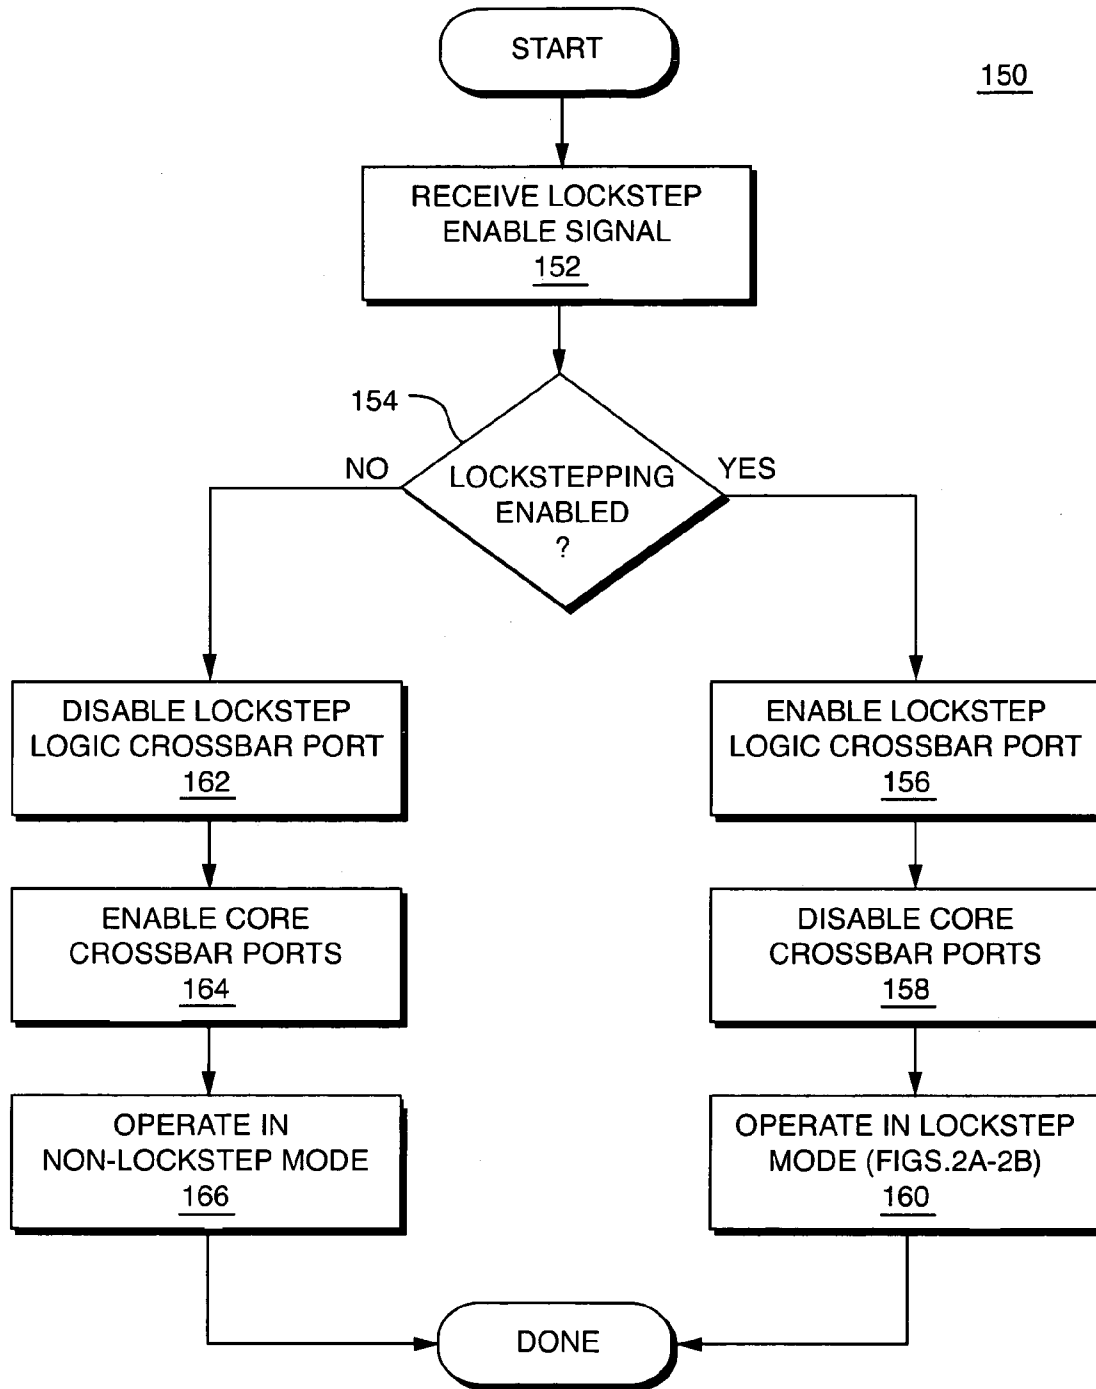 START
150
RECEIVE LOCKSTEP
ENABLE SIGNAL
152
154
NO
YES
LOCKSTEPPING
ENABLED
?
DISABLE LOCKSTEP
LOGIC CROSSBAR PORT
162
ENABLE LOCKSTEP
LOGIC CROSSBAR PORT
156
ENABLE CORE
CROSSBAR PORTS
164
DISABLE CORE
CROSSBAR PORTS
158
OPERATE IN
NON-LOCKSTEP MODE
166
OPERATE IN LOCKSTEP
MODE (FIGS.2A-2B)
160
DONE